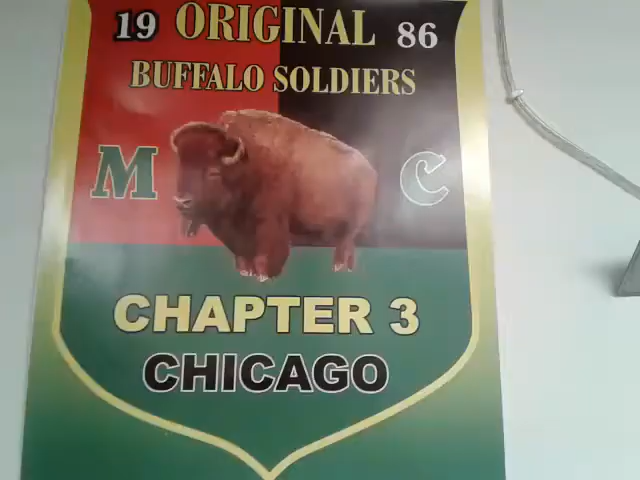 19 ORIGINAL 86
BUFFALO SOLDIERS
M C
CHAPTER 3
CHICAGO